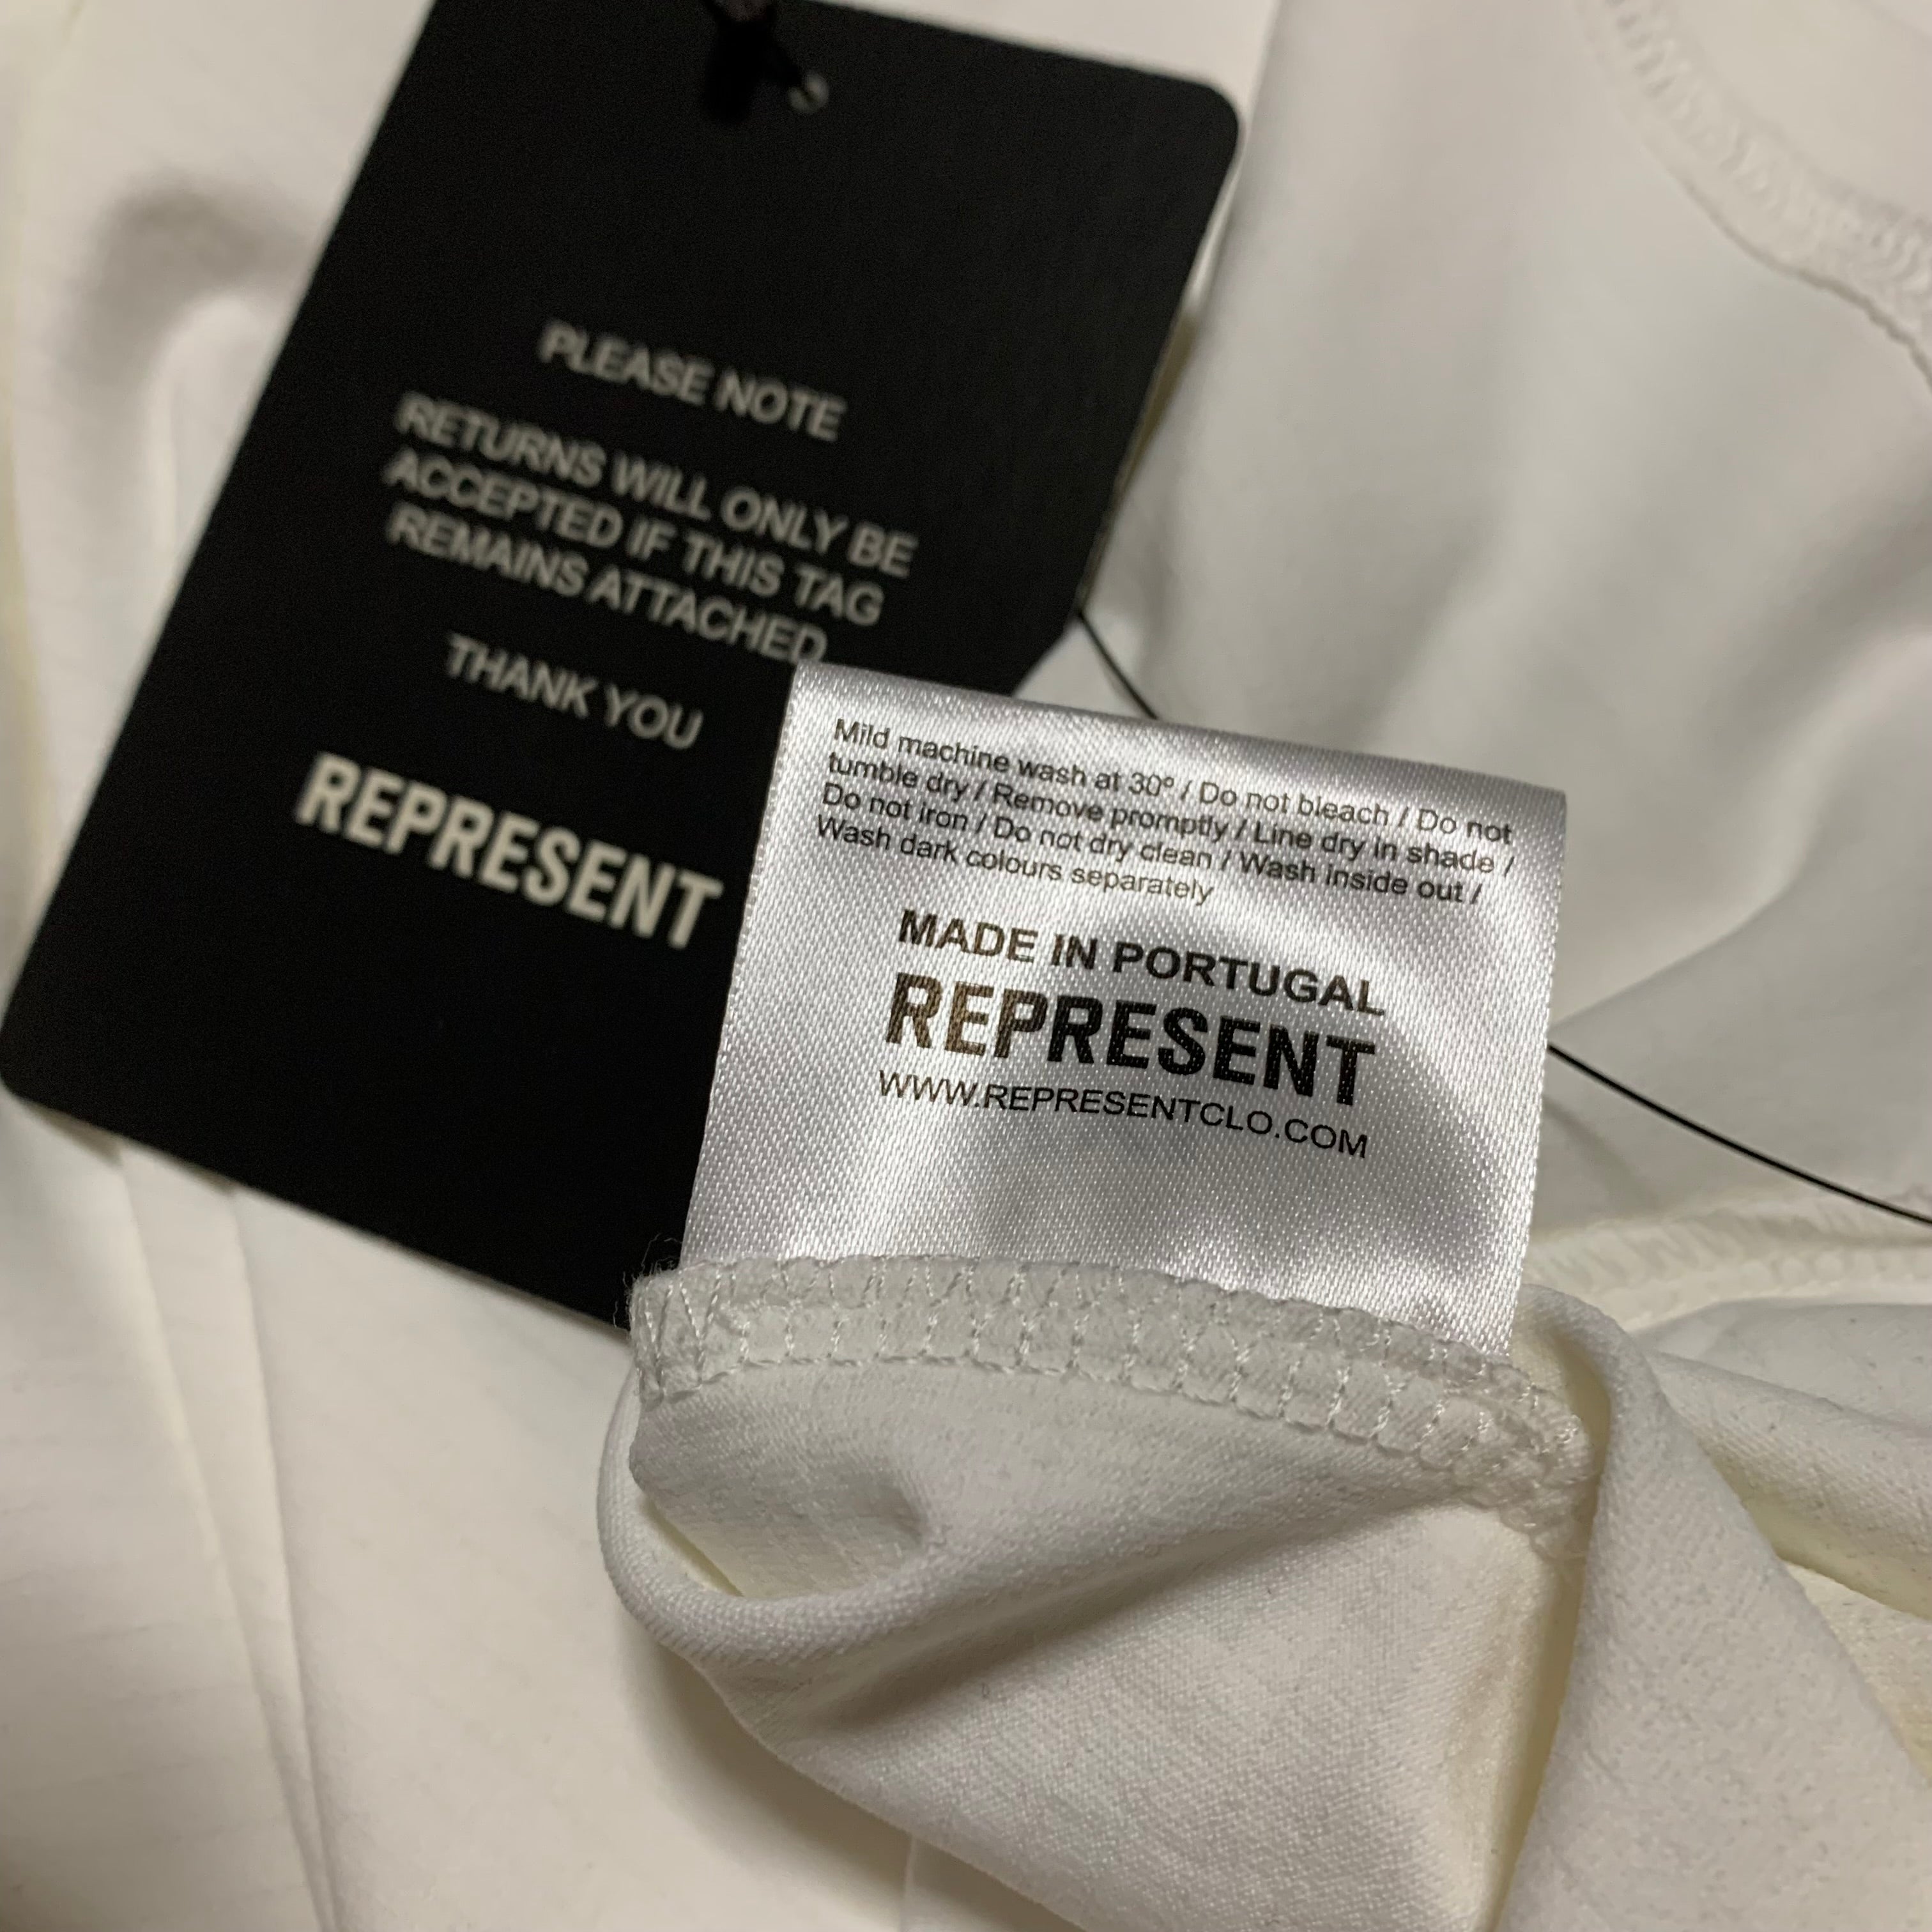 PLEASE NOTE
RETURNS WILL ONLY BE
ACCEPTED IF THIS TAG
REMAINS ATTACHED
THANK YOU
REPRESENT
Mild machine wash at 30º / Do not bleach / Do not
tumble dry / Remove promptly / Line dry in shade /
Do not iron / Do not dry clean / Wash inside out /
Wash dark colours separately
MADE IN PORTUGAL
REPRESENT
WWW.REPRESENTCLO.COM